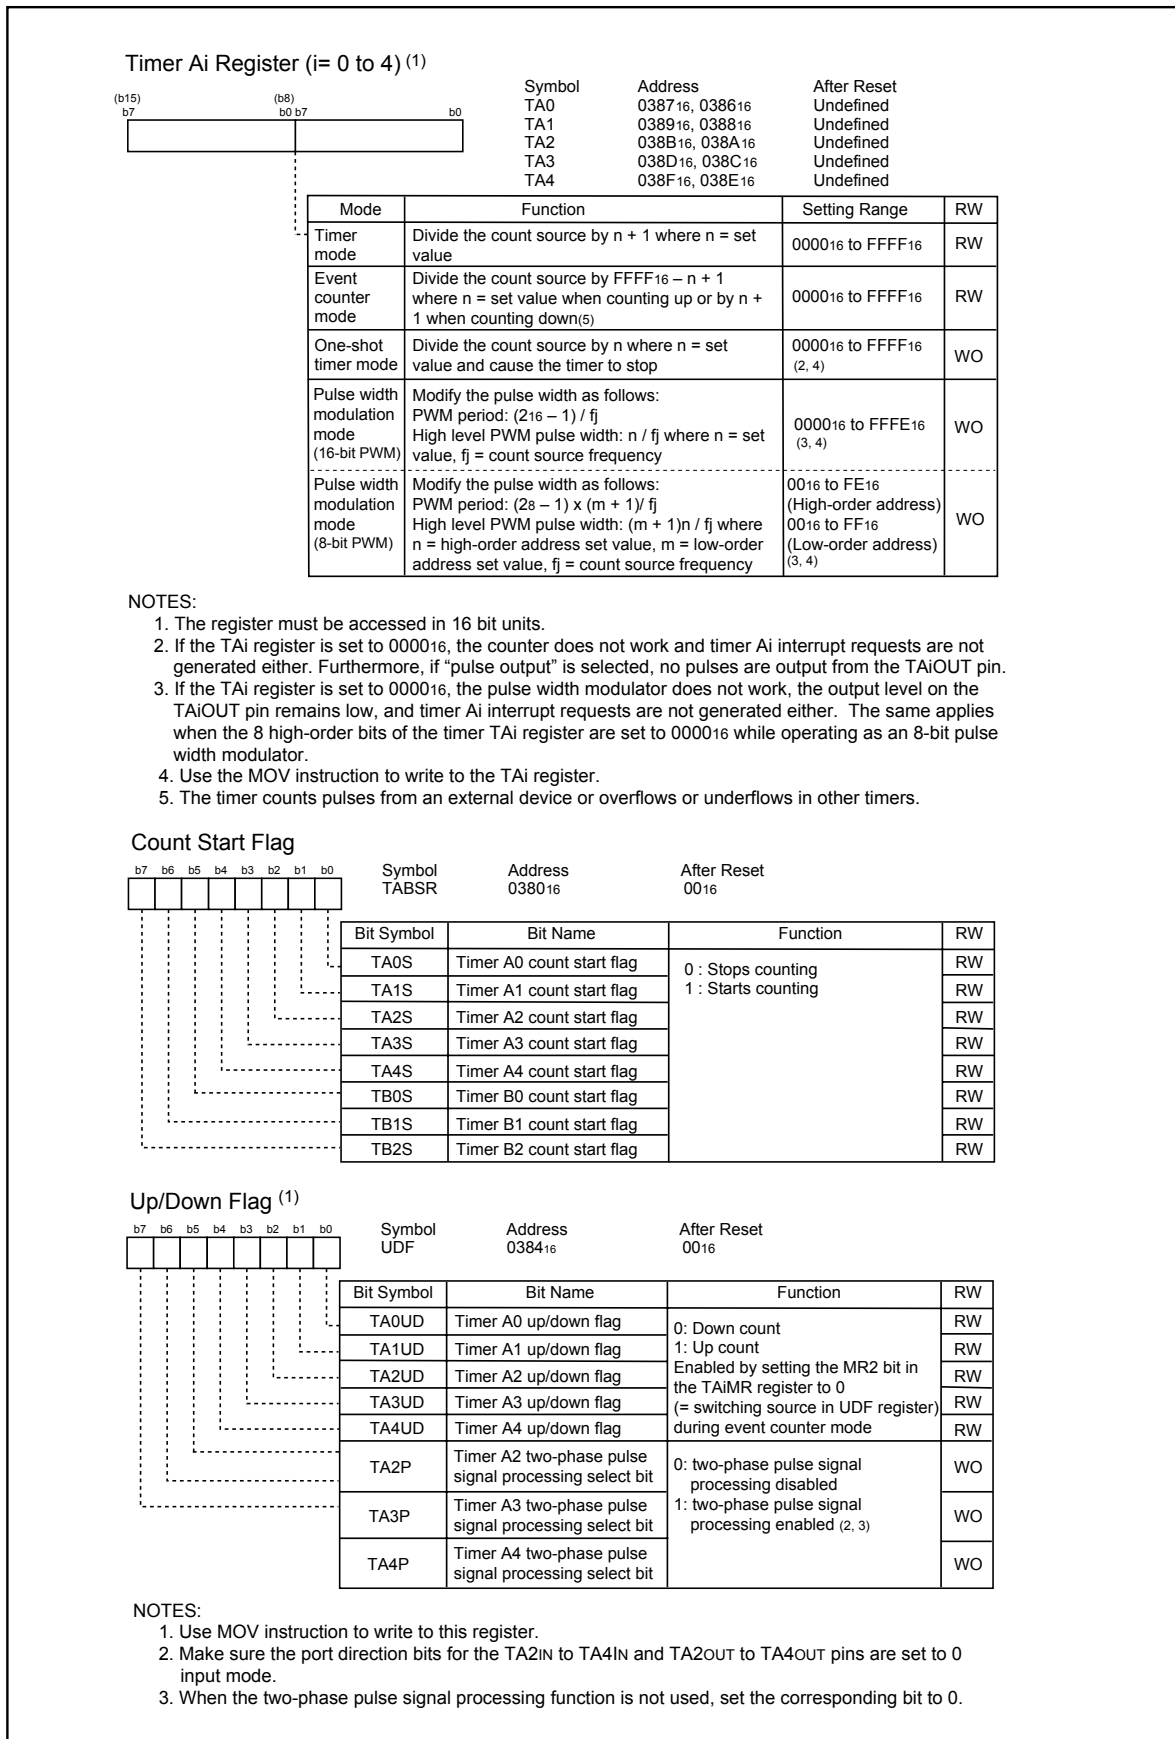 Timer Ai Register (i= 0 to 4) (1)
Symbol Address After Reset
TA0 038716, 038616 Undefined
TA1 038916, 038816 Undefined
TA2 038B16, 038A16 Undefined
TA3 038D16, 038C16 Undefined
TA4 038F16, 038E16 Undefined
(b15) (b8)
b7 b0 b7 b0
Mode Function Setting Range RW
Timer mode Divide the count source by n + 1 where n = set value 000016 to FFFF16 RW
Event counter mode Divide the count source by FFFF16 – n + 1 where n = set value when counting up or by n + 1 when counting down(5) 000016 to FFFF16 RW
One-shot timer mode Divide the count source by n where n = set value and cause the timer to stop 000016 to FFFF16 (2, 4) WO
Pulse width modulation mode (16-bit PWM) Modify the pulse width as follows:
PWM period: (216 – 1) / fj
High level PWM pulse width: n / fj where n = set value, fj = count source frequency 000016 to FFFE16 (3, 4) WO
Pulse width modulation mode (8-bit PWM) Modify the pulse width as follows:
PWM period: (28 – 1) x (m + 1)/ fj
High level PWM pulse width: (m + 1)n / fj where n = high-order address set value, m = low-order address set value, fj = count source frequency 0016 to FE16 (High-order address) 0016 to FF16 (Low-order address) (3, 4) WO
NOTES:
1. The register must be accessed in 16 bit units.
2. If the TAi register is set to 000016, the counter does not work and timer Ai interrupt requests are not
generated either. Furthermore, if “pulse output” is selected, no pulses are output from the TAiOUT pin.
3. If the TAi register is set to 000016, the pulse width modulator does not work, the output level on the
TAiOUT pin remains low, and timer Ai interrupt requests are not generated either. The same applies
when the 8 high-order bits of the timer TAi register are set to 000016 while operating as an 8-bit pulse
width modulator.
4. Use the MOV instruction to write to the TAi register.
5. The timer counts pulses from an external device or overflows or underflows in other timers.
Count Start Flag
b7 b6 b5 b4 b3 b2 b1 b0
Symbol Address After Reset
TABSR 038016 0016
Bit Symbol Bit Name Function RW
TA0S Timer A0 count start flag 0 : Stops counting RW
TA1S Timer A1 count start flag 1 : Starts counting RW
TA2S Timer A2 count start flag RW
TA3S Timer A3 count start flag RW
TA4S Timer A4 count start flag RW
TB0S Timer B0 count start flag RW
TB1S Timer B1 count start flag RW
TB2S Timer B2 count start flag RW
Up/Down Flag (1)
b7 b6 b5 b4 b3 b2 b1 b0
Symbol Address After Reset
UDF 038416 0016
Bit Symbol Bit Name Function RW
TA0UD Timer A0 up/down flag 0: Down count RW
TA1UD Timer A1 up/down flag 1: Up count RW
TA2UD Timer A2 up/down flag Enabled by setting the MR2 bit in the TAiMR register to 0 RW
TA3UD Timer A3 up/down flag (= switching source in UDF register) RW
TA4UD Timer A4 up/down flag during event counter mode RW
TA2P Timer A2 two-phase pulse signal processing select bit 0: two-phase pulse signal processing disabled WO
TA3P Timer A3 two-phase pulse signal processing select bit 1: two-phase pulse signal processing enabled (2, 3) WO
TA4P Timer A4 two-phase pulse signal processing select bit WO
NOTES:
1. Use MOV instruction to write to this register.
2. Make sure the port direction bits for the TA2IN to TA4IN and TA2OUT to TA4OUT pins are set to 0
input mode.
3. When the two-phase pulse signal processing function is not used, set the corresponding bit to 0.